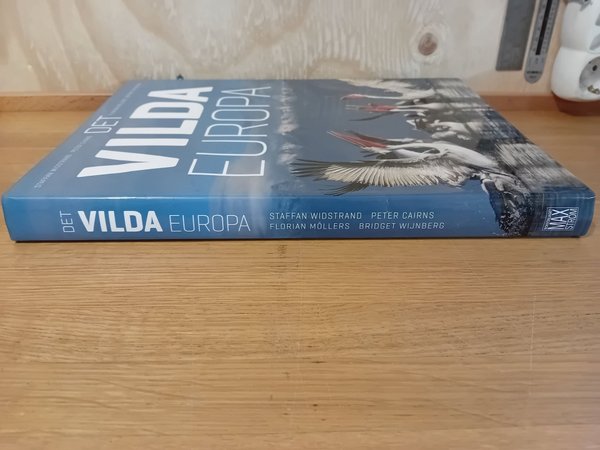 DET
VILDA
EUROPA
DET VILDA EUROPA
STAFFAN WIDSTRAND PETER CAIRNS
FLORIAN MÖLLERS BRIDGET WIJNBERG
MAX
STRÖM